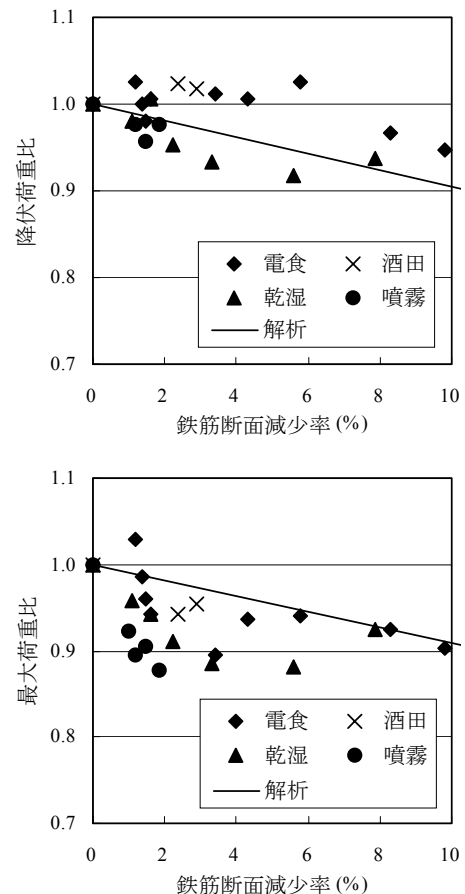 1.1
1.0
0.9
0.8
0.7
降伏荷重比
電食 酒田
乾湿 噴霧
解析
0 2 4 6 8 10
鉄筋断面減少率 (%)
1.1
1.0
0.9
0.8
0.7
最大荷重比
電食 酒田
乾湿 噴霧
解析
0 2 4 6 8 10
鉄筋断面減少率 (%)